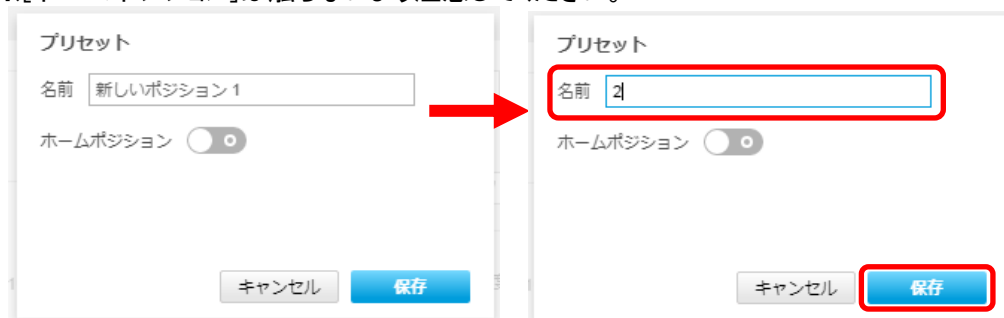 プリセット
名前 新しいポジション 1
ホームポジション
キャンセル 保存
プリセット
名前 2
ホームポジション
キャンセル 保存